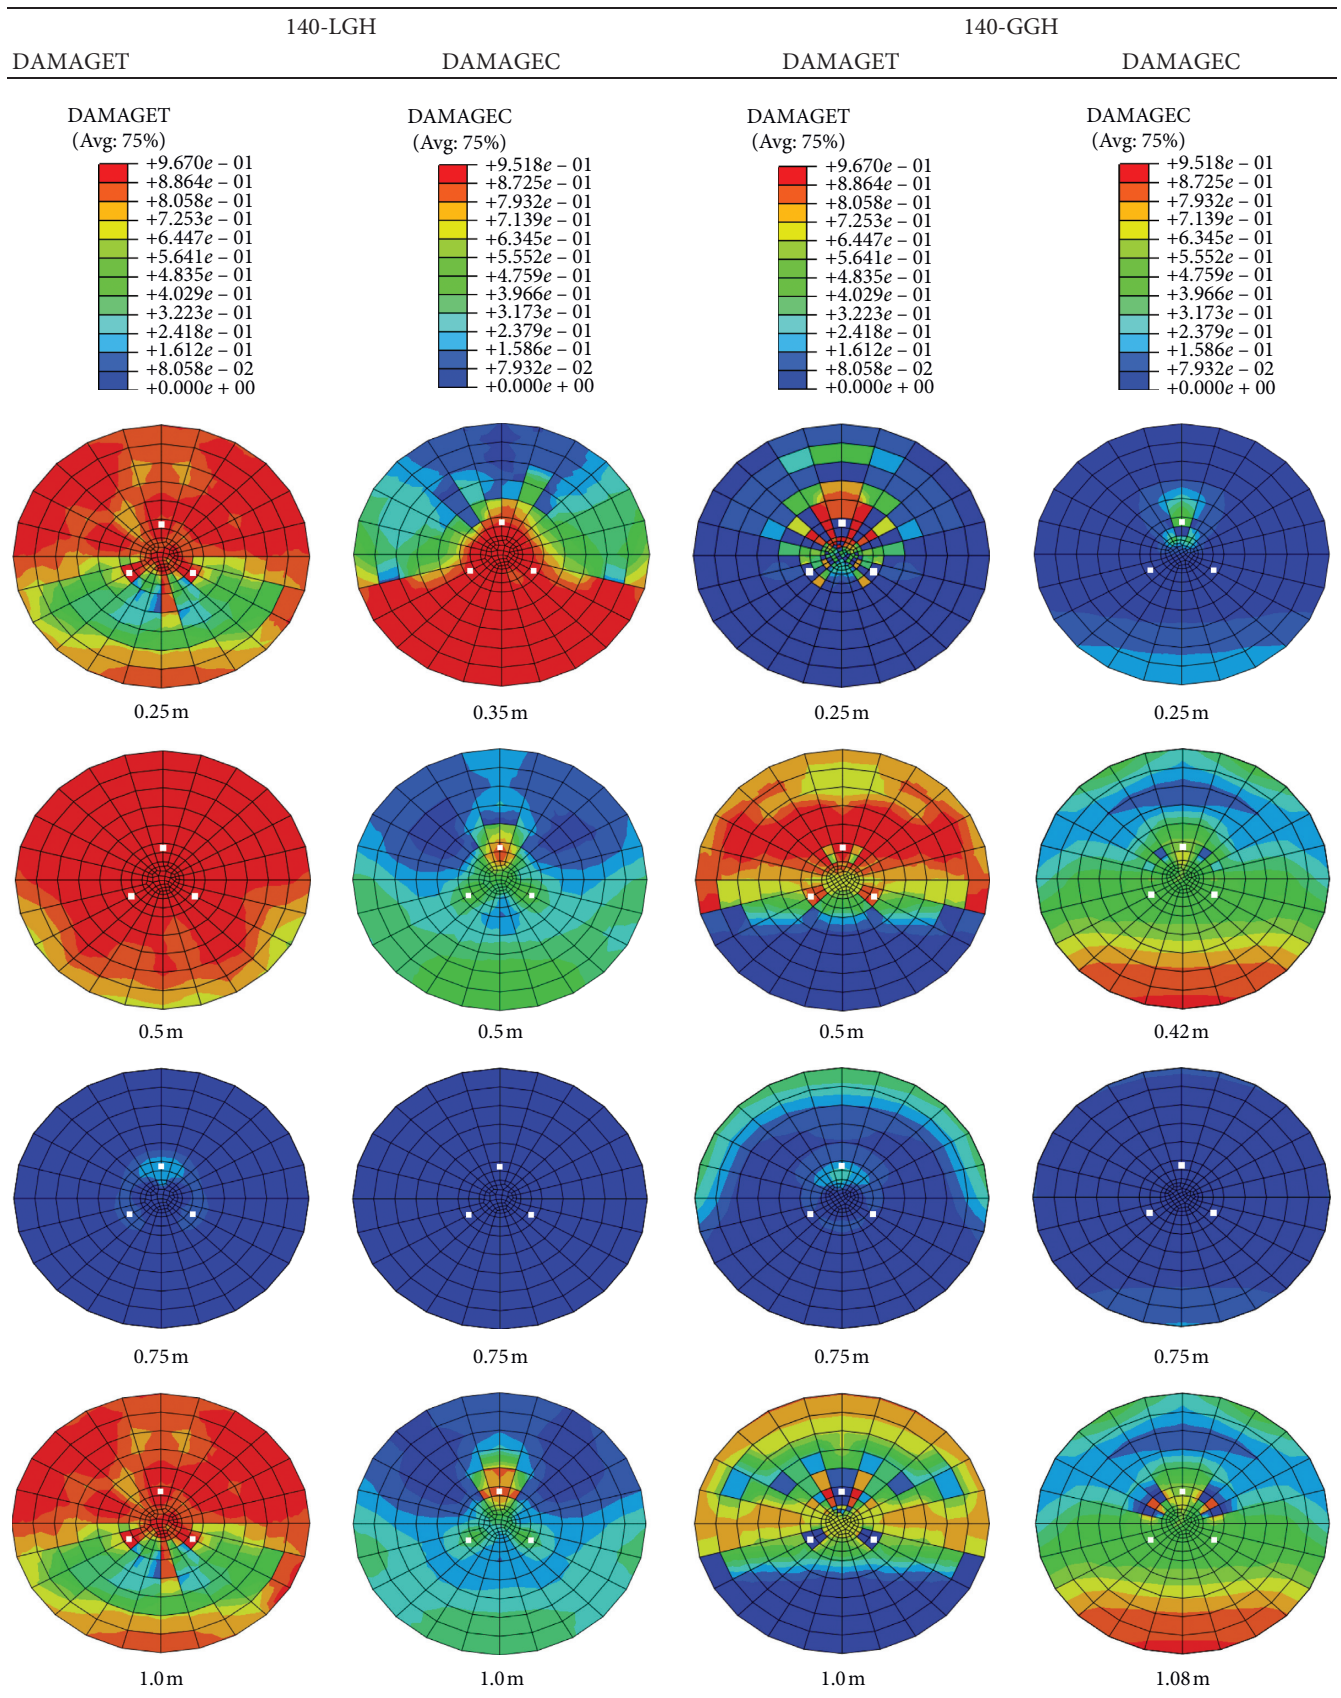 140-LGH 140-GGH
DAMAGET DAMAGEC DAMAGET DAMAGEC
DAMAGET
(Avg: 75%)
+9.670e – 01
+8.864e – 01
+8.058e – 01
+7.253e – 01
+6.447e – 01
+5.641e – 01
+4.835e – 01
+4.029e – 01
+3.223e – 01
+2.418e – 01
+1.612e – 01
+8.058e – 02
+0.000e + 00
DAMAGEC
(Avg: 75%)
+9.518e – 01
+8.725e – 01
+7.932e – 01
+7.139e – 01
+6.345e – 01
+5.552e – 01
+4.759e – 01
+3.966e – 01
+3.173e – 01
+2.379e – 01
+1.586e – 01
+7.932e – 02
+0.000e + 00
DAMAGET
(Avg: 75%)
+9.670e – 01
+8.864e – 01
+8.058e – 01
+7.253e – 01
+6.447e – 01
+5.641e – 01
+4.835e – 01
+4.029e – 01
+3.223e – 01
+2.418e – 01
+1.612e – 01
+8.058e – 02
+0.000e + 00
DAMAGEC
(Avg: 75%)
+9.518e – 01
+8.725e – 01
+7.932e – 01
+7.139e – 01
+6.345e – 01
+5.552e – 01
+4.759e – 01
+3.966e – 01
+3.173e – 01
+2.379e – 01
+1.586e – 01
+7.932e – 02
+0.000e + 00
0.25 m 0.35 m 0.25 m 0.25 m
0.5 m 0.5 m 0.5 m 0.42 m
0.75 m 0.75 m 0.75 m 0.75 m
1.0 m 1.0 m 1.0 m 1.08 m